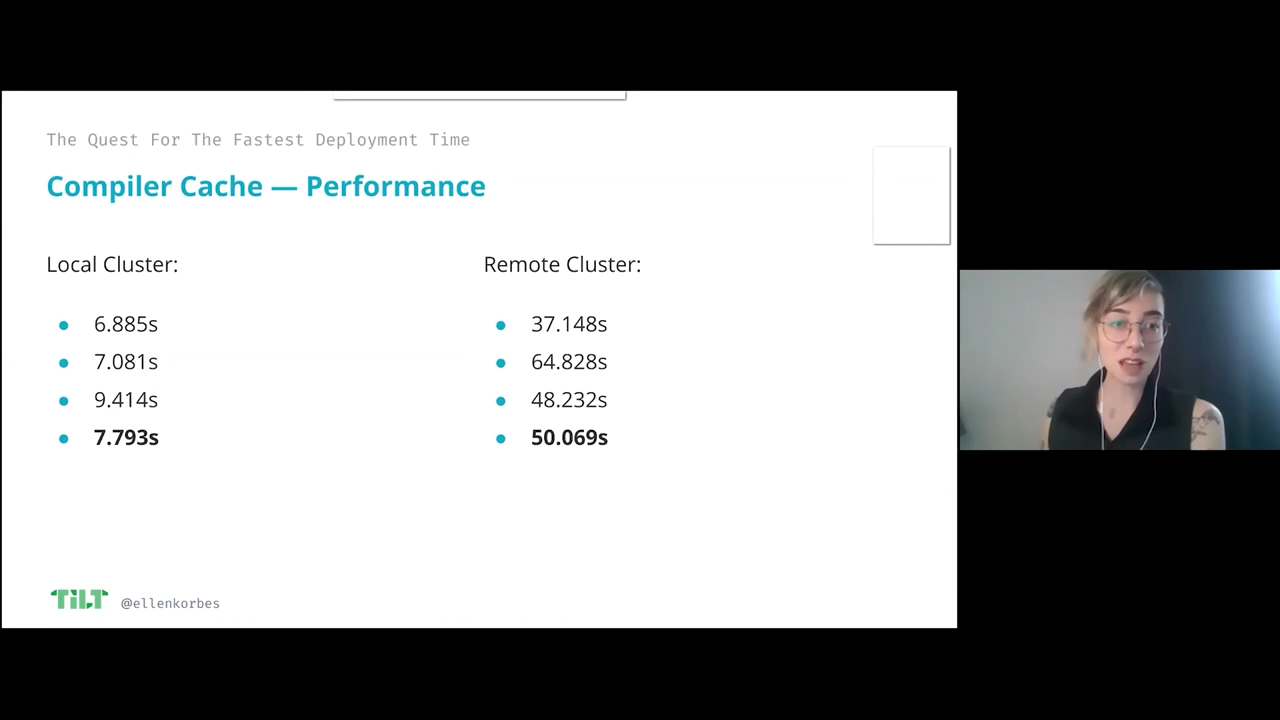 The Quest For The Fastest Deployment Time
Compiler Cache — Performance
Local Cluster:
6.885s
7.081s
9.414s
7.793s
Remote Cluster:
37.148s
64.828s
48.232s
50.069s
TiLT @ellenkorbes